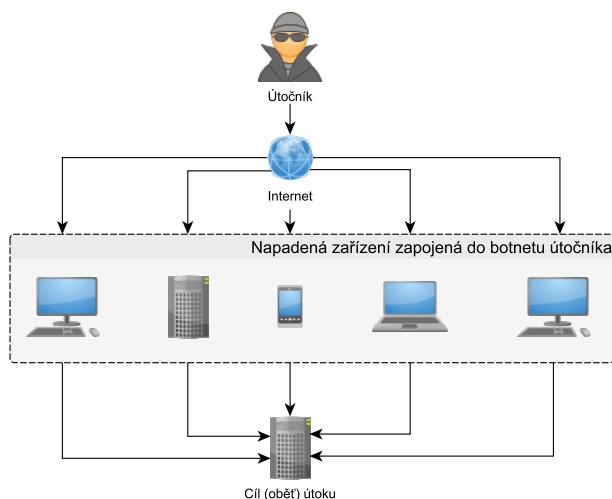 Útočník
Internet
Napadená zařízení zapojená do botnetu útočníka
Cíl (oběť) útoku